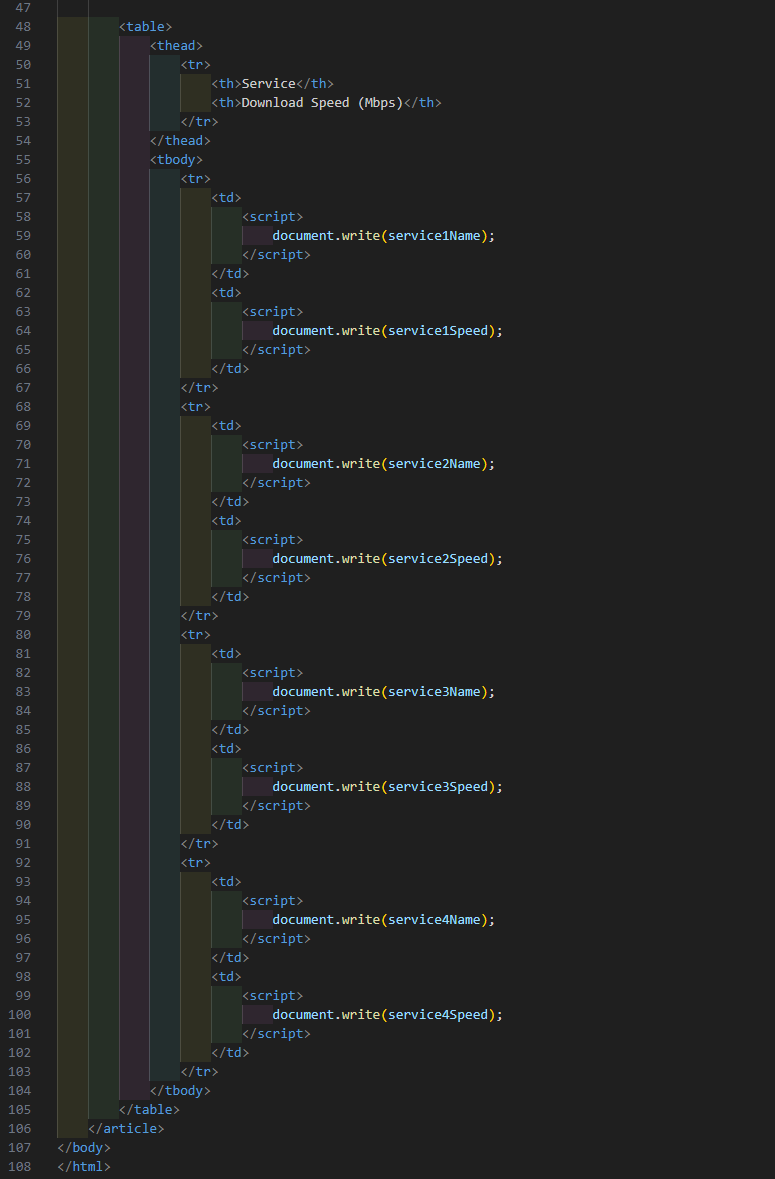 47
48 <table>
49 <thead>
50 <tr>
51 <th>Service</th>
52 <th>Download Speed (Mbps)</th>
53 </tr>
54 </thead>
55 <tbody>
56 <tr>
57 <td>
58 <script>
59 document.write(service1Name);
60 </script>
61 </td>
62 <td>
63 <script>
64 document.write(service1Speed);
65 </script>
66 </td>
67 </tr>
68 <tr>
69 <td>
70 <script>
71 document.write(service2Name);
72 </script>
73 </td>
74 <td>
75 <script>
76 document.write(service2Speed);
77 </script>
78 </td>
79 </tr>
80 <tr>
81 <td>
82 <script>
83 document.write(service3Name);
84 </script>
85 </td>
86 <td>
87 <script>
88 document.write(service3Speed);
89 </script>
90 </td>
91 </tr>
92 <tr>
93 <td>
94 <script>
95 document.write(service4Name);
96 </script>
97 </td>
98 <td>
99 <script>
100 document.write(service4Speed);
101 </script>
102 </td>
103 </tr>
104 </tbody>
105 </table>
106 </article>
107 </body>
108 </html>